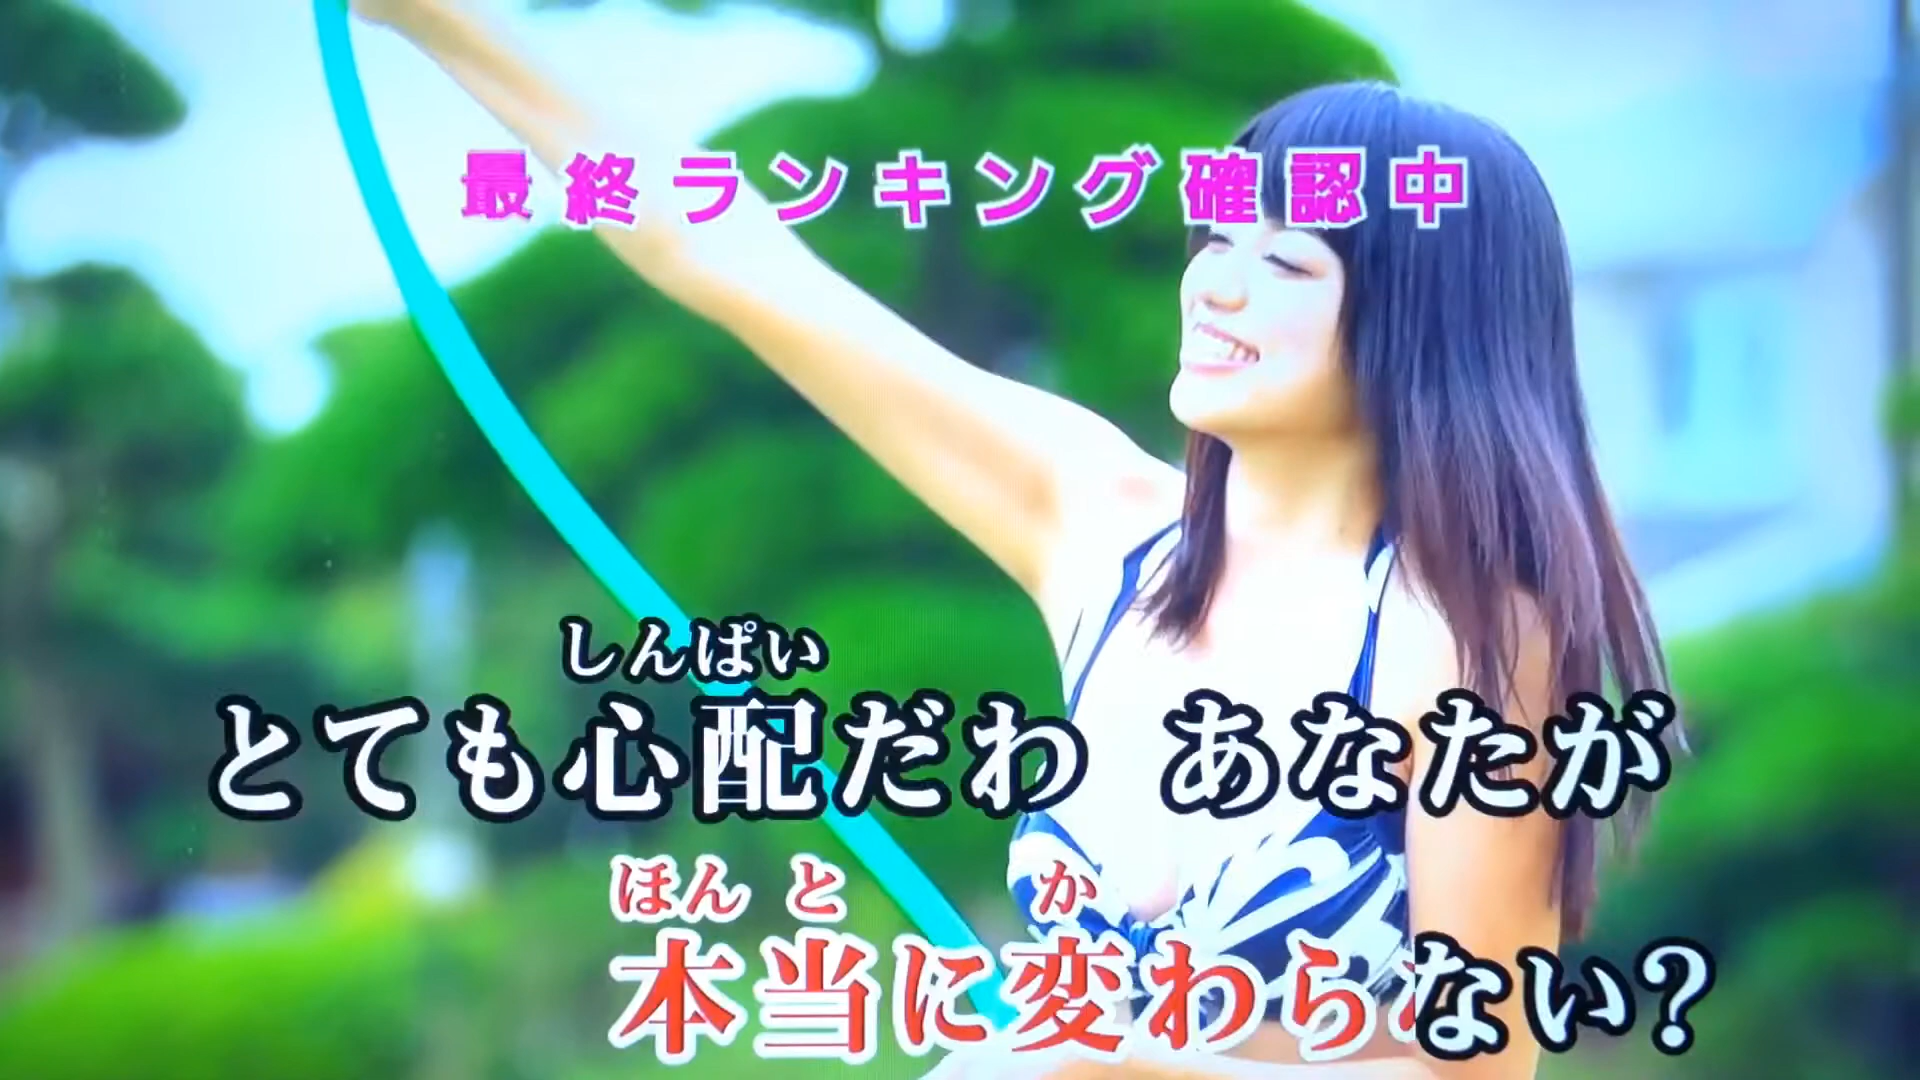 最終ランキング確認中
しんぱい
とても心配だわ あなたが
ほんと か
本当に変わらない?